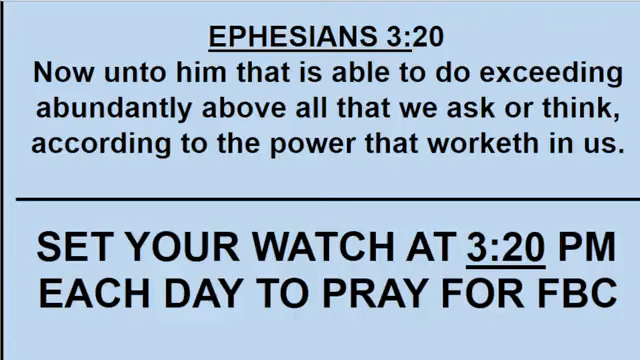 EPHESIANS 3:20
Now unto him that is able to do exceeding
abundantly above all that we ask or think,
according to the power that worketh in us.
SET YOUR WATCH AT 3:20 PM
EACH DAY TO PRAY FOR FBC